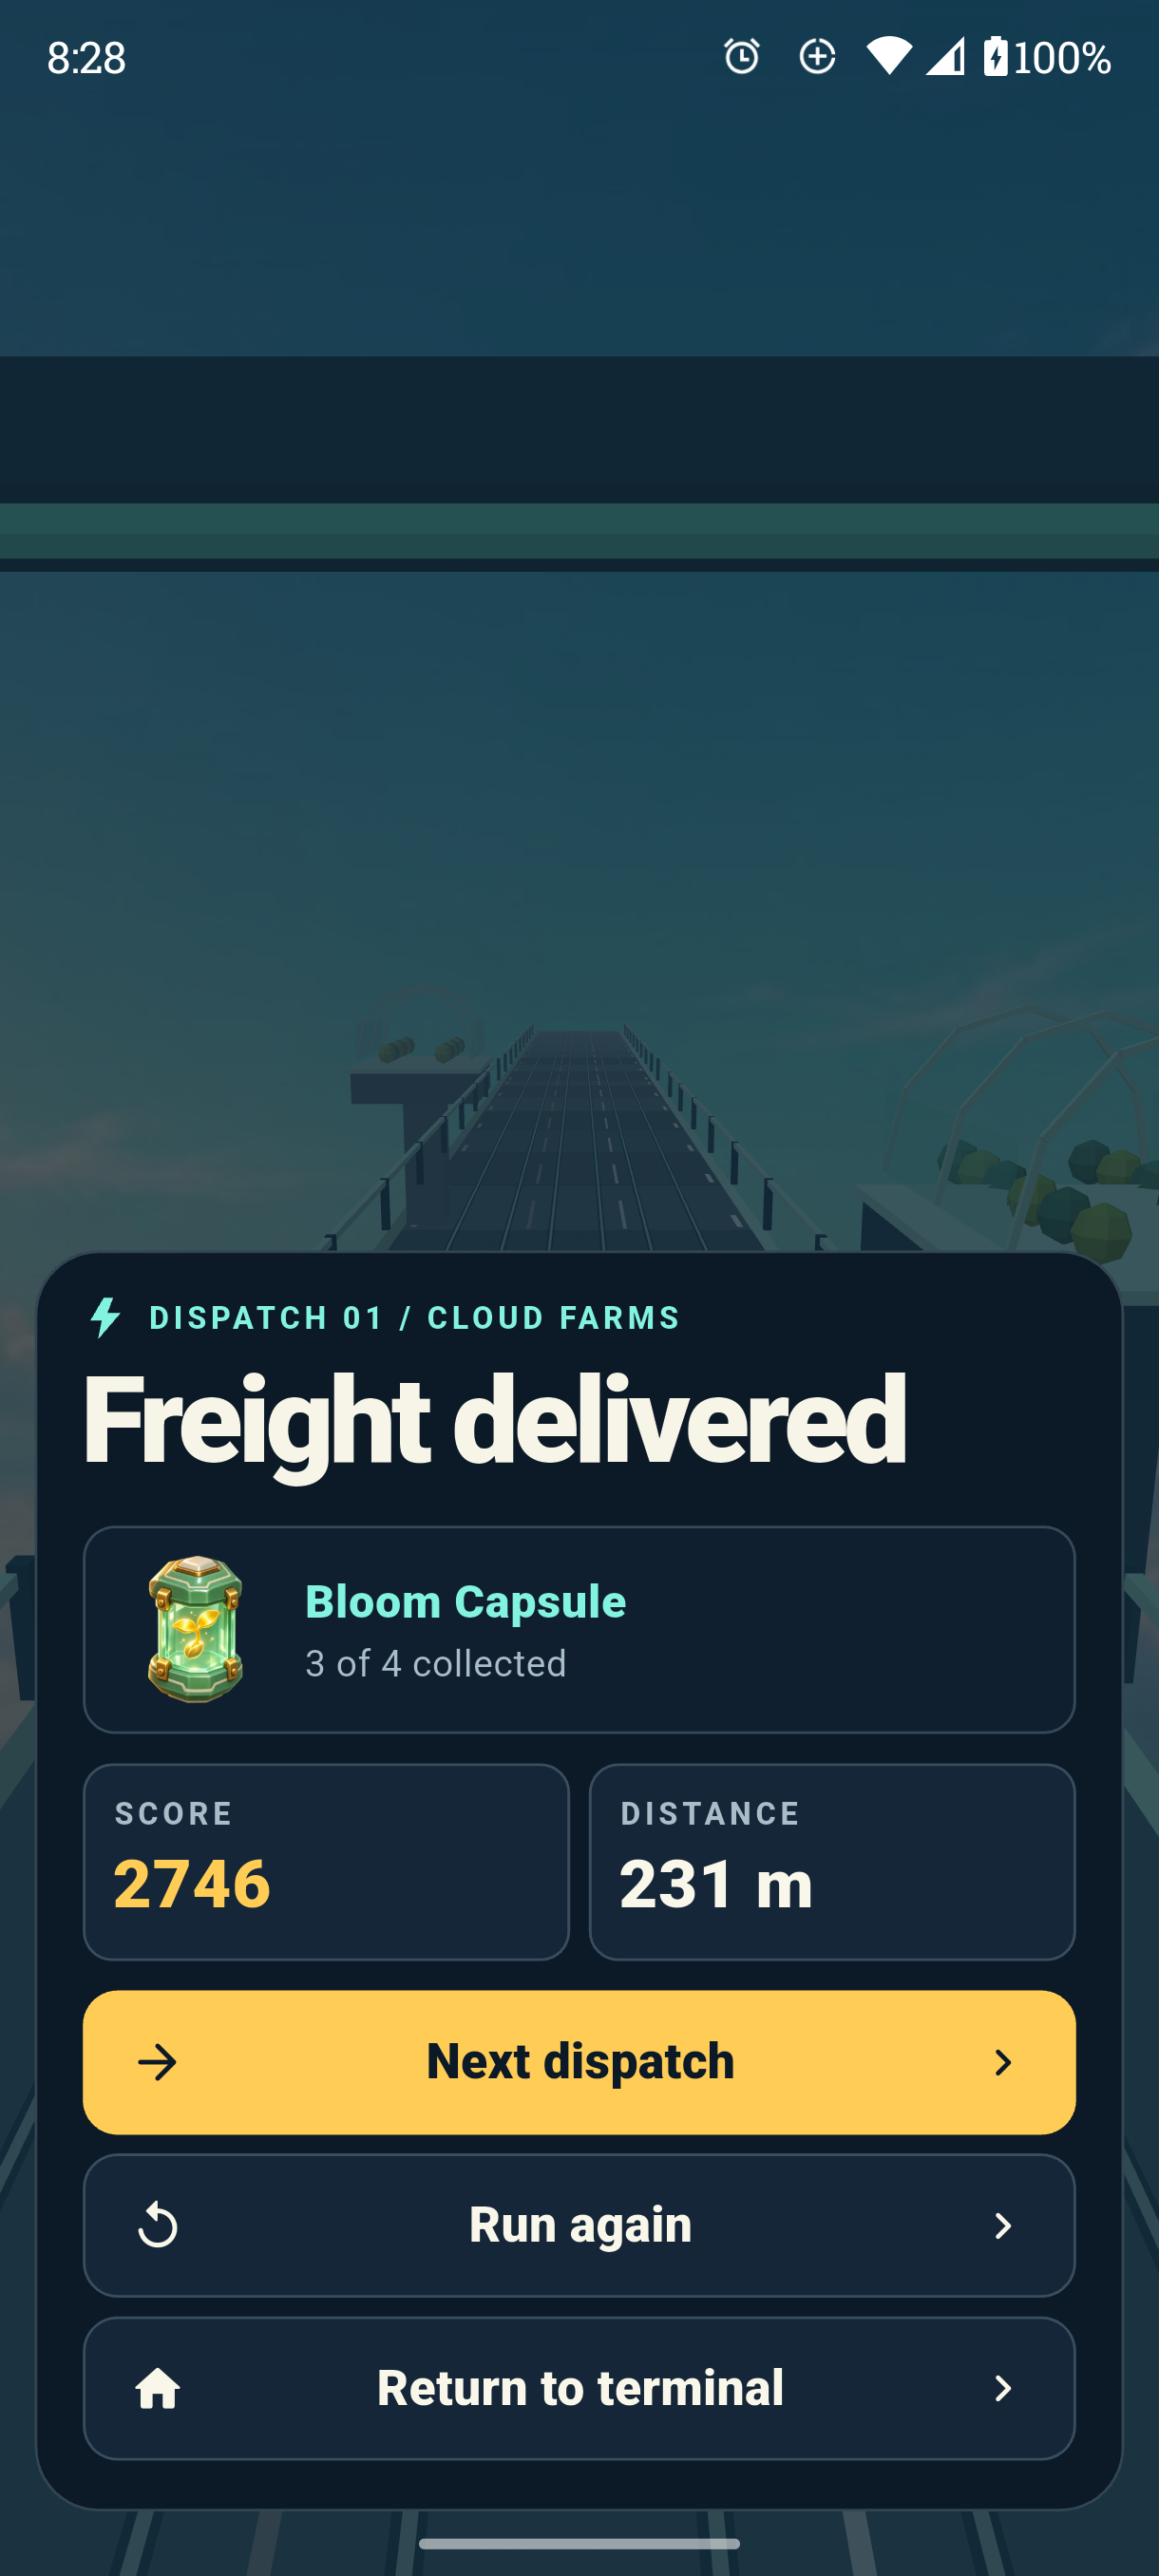 8:28
100%
DISPATCH 01 / CLOUD FARMS
Freight delivered
Bloom Capsule
3 of 4 collected
SCORE
2746
DISTANCE
231 m
Next dispatch
Run again
Return to terminal